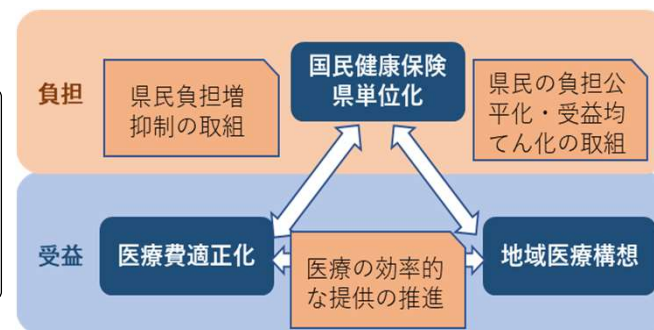 負担
県民負担増
抑制の取組
国民健康保険
県単位化
県民の負担公
平化・受益均
てん化の取組
受益
医療費適正化
医療の効率的
な提供の推進
地域医療構想